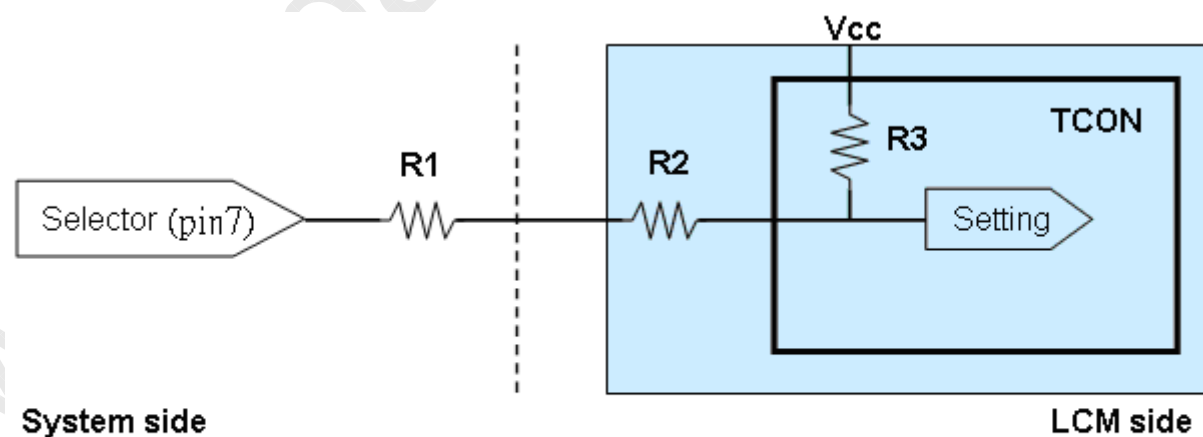 Vcc
TCON
R3
R1
R2
Selector (pin7)
Setting
System side
LCM side